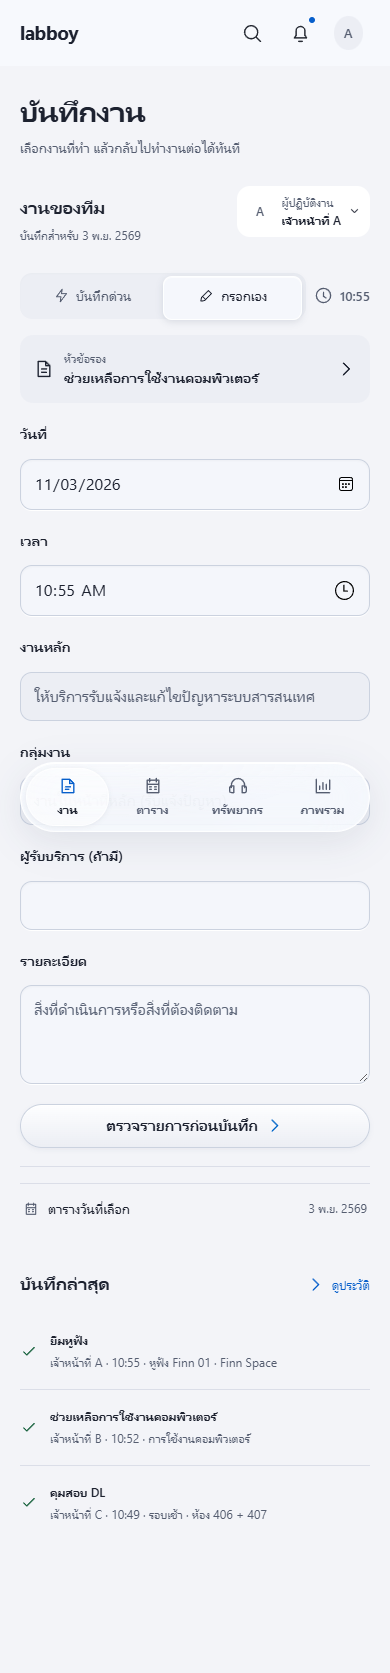 labboy
A
บันทึกงาน
เลือกงานที่ทำ แล้วกลับไปทำงานต่อได้ทันที
งานของทีม
บันทึกสำหรับ 3 พ.ย. 2569
A
ผู้ปฏิบัติงาน
เจ้าหน้าที่ A
บันทึกด่วน
กรอกเอง
10:55
หัวข้อรอง
ช่วยเหลือการใช้งานคอมพิวเตอร์
วันที่
11/03/2026
เวลา
10:55 AM
งานหลัก
ให้บริการรับแจ้งและแก้ไขปัญหาระบบสารสนเทศ
กลุ่มงาน
งาน
ตาราง
ทรัพยากร
ภาพรวม
ผู้รับบริการ (ถ้ามี)
รายละเอียด
สิ่งที่ดำเนินการหรือสิ่งที่ต้องติดตาม
ตรวจรายการก่อนบันทึก
ตารางวันที่เลือก
3 พ.ย. 2569
บันทึกล่าสุด
ดูประวัติ
ยืมหูฟัง
เจ้าหน้าที่ A · 10:55 · หูฟัง Finn 01 · Finn Space
ช่วยเหลือการใช้งานคอมพิวเตอร์
เจ้าหน้าที่ B · 10:52 · การใช้งานคอมพิวเตอร์
คุมสอบ DL
เจ้าหน้าที่ C · 10:49 · รอบเช้า · ห้อง 406 + 407